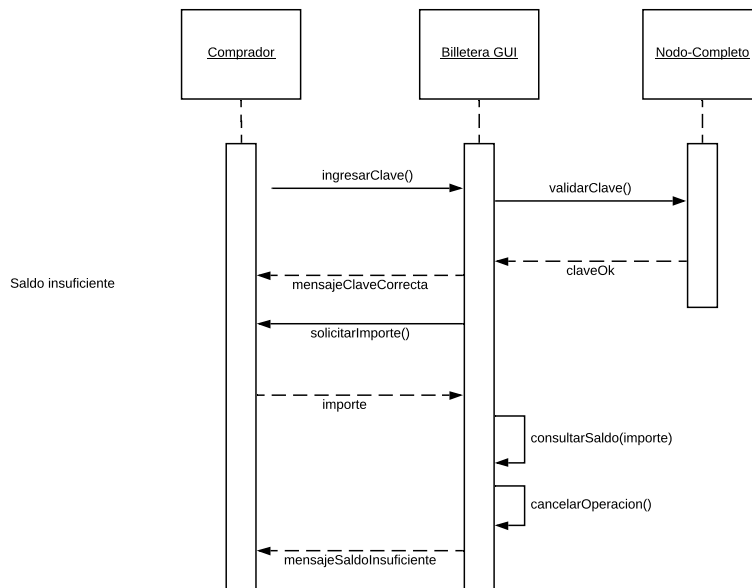 Comprador
Billetera GUI
Nodo-Completo
ingresarClave()
validarClave()
claveOk
Saldo insuficiente
mensajeClaveCorrecta
solicitarImporte()
importe
consultarSaldo(importe)
cancelarOperacion()
mensajeSaldoInsuficiente